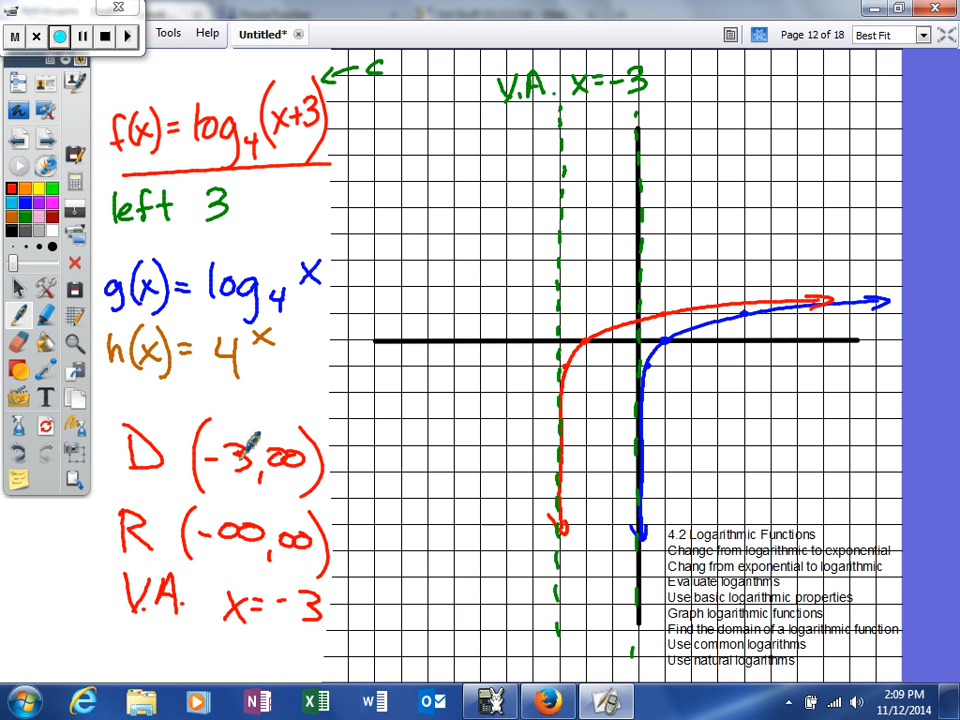 M
Tools Help Untitled* Page 12 of 18 Best Fit
V.A. x=-3
← c
f(x) = log₄(x+3)
left 3
g(x) = log₄ x
h(x) = 4ˣ
D (-3,∞)
R (-∞,∞)
V.A. x=-3
4.2 Logarithmic Functions
Change from logarithmic to exponential
Chang from exponential to logarithmic
Evaluate logarithms
Use basic logarithmic properties
Graph logarithmic functions
Find the domain of a logarithmic function
Use common logarithms
Use natural logarithms
2:09 PM
11/12/2014